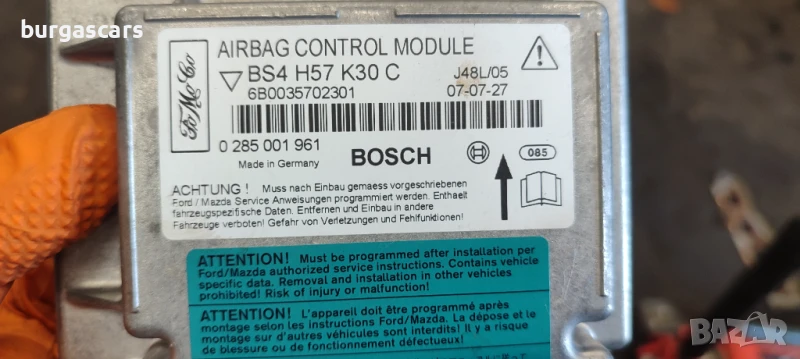 burgascars
FoMoCo
AIRBAG CONTROL MODULE
BS4 H57 K30 C
J48L/05
6B0035702301
07-07-27
0 285 001 961
Made in Germany
BOSCH
085
ACHTUNG ! Muss nach Einbau gemaess vorgeschriebenen
Ford / Mazda Service Anweisungen programmiert werden. Enthaelt
fahrzeugspezifische Daten. Entfernen und Einbau in andere
Fahrzeuge verboten! Gefahr von Verletzungen und Fehlfunktionen!
ATTENTION! Must be programmed after installation per
Ford/Mazda authorized service instructions. Contains vehicle
specific data. Removal and installation in other vehicles
prohibited! Risk of injury or malfunction!
ATTENTION ! L'appareil doit être programmé après
montage selon les instructions Ford/Mazda. La dépose et le
montage sur d'autres véhicules sont interdits! Il y a risque
de blessure ou de fonctionnement défectueux!
BAZAR